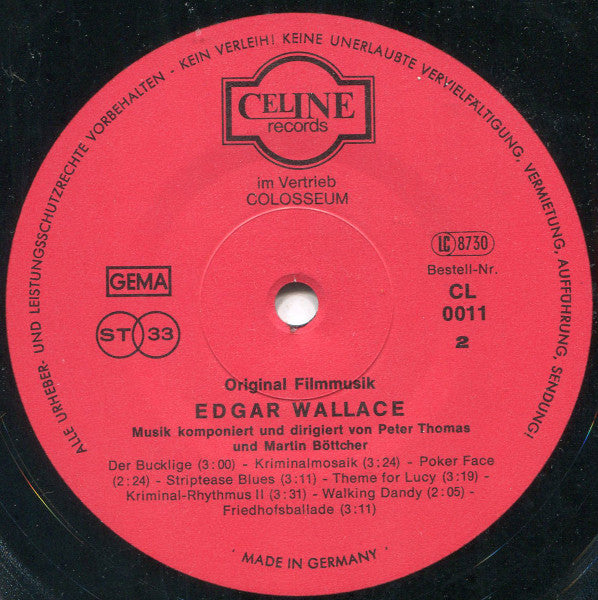 ALLE URHEBER- UND LEISTUNGSSCHUTZRECHTE VORBEHALTEN - KEIN VERLEIH! KEINE UNERLAUBTE VERVIELFÄLTIGUNG, VERMIETUNG, AUFFÜHRUNG, SENDUNG!
CELINE
records
im Vertrieb
COLOSSEUM
LC 8730
Bestell-Nr.
GEMA
CL
0011
ST 33
2
Original Filmmusik
EDGAR WALLACE
Musik komponiert und dirigiert von Peter Thomas
und Martin Böttcher
Der Bucklige (3:00) - Kriminalmosaik (3:24) - Poker Face
(2:24) - Striptease Blues (3:11) - Theme for Lucy (3:19) -
Kriminal-Rhythmus II (3:31) - Walking Dandy (2:05) -
Friedhofsballade (3:11)
· MADE IN GERMANY ·